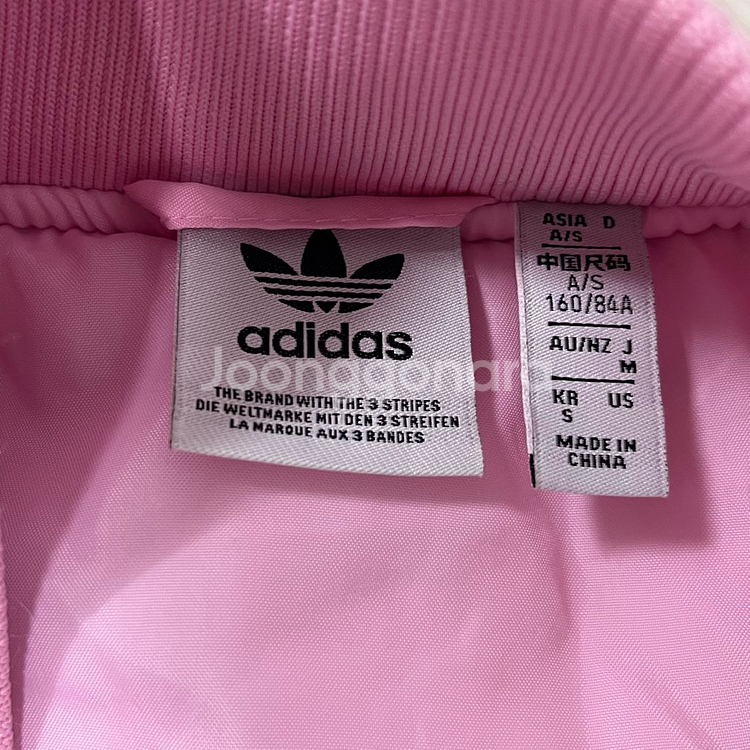 adidas
THE BRAND WITH THE 3 STRIPES
DIE WELTMARKE MIT DEN 3 STREIFEN
LA MARQUE AUX 3 BANDES
ASIA D
A/S
中国尺码
A/S
160/84A
AU/NZ J
M
KR US
S
MADE IN
CHINA
Joongonara